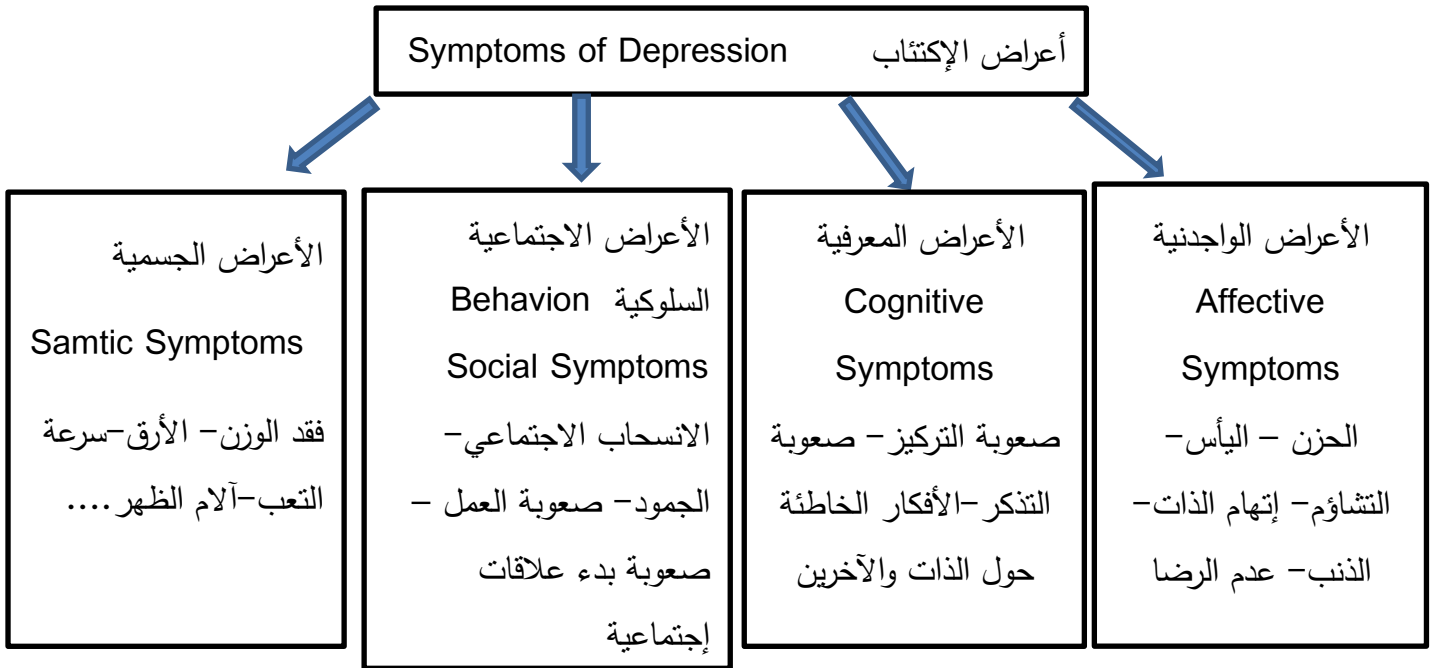 أعراض الإكتئاب Symptoms of Depression
الأعراض الواجدنية
Affective
Symptoms
الحزن – اليأس–
التشاؤم– إتهام الذات–
الذنب– عدم الرضا
الأعراض المعرفية
Cognitive
Symptoms
صعوبة التركيز– صعوبة
التذكر–الأفكار الخاطئة
حول الذات والآخرين
الأعراض الاجتماعية
السلوكية Behavion
Social Symptoms
الانسحاب الاجتماعي–
الجمود– صعوبة العمل –
صعوبة بدء علاقات
إجتماعية
الأعراض الجسمية
Samtic Symptoms
فقد الوزن– الأرق–سرعة
التعب–آلام الظهر....